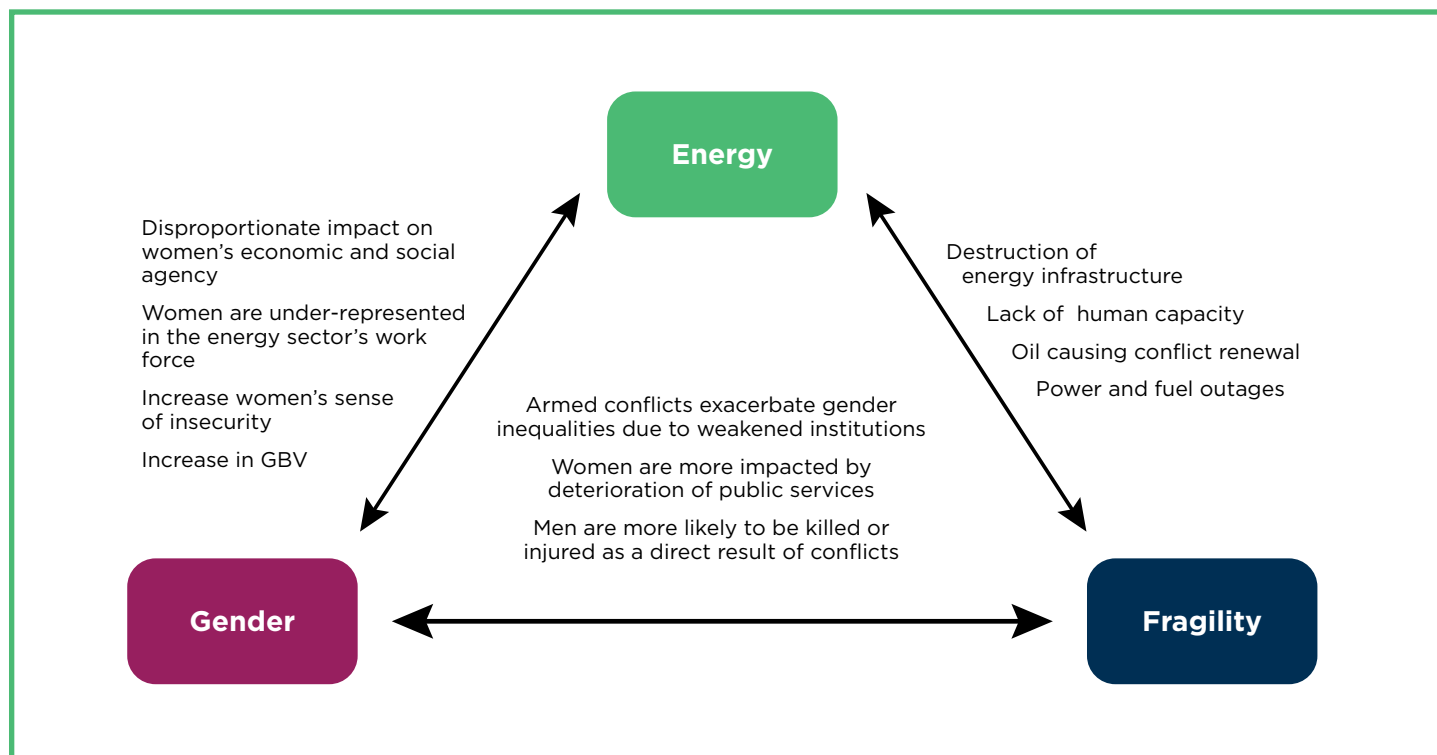 Energy
Disproportionate impact on
women’s economic and social
agency
Women are under-represented
in the energy sector’s work
force
Increase women’s sense
of insecurity
Increase in GBV
Destruction of
energy infrastructure
Lack of  human capacity
Oil causing conflict renewal
Power and fuel outages
Armed conflicts exacerbate gender
inequalities due to weakened institutions
Women are more impacted by
deterioration of public services
Men are more likely to be killed or
injured as a direct result of conflicts
Gender
Fragility